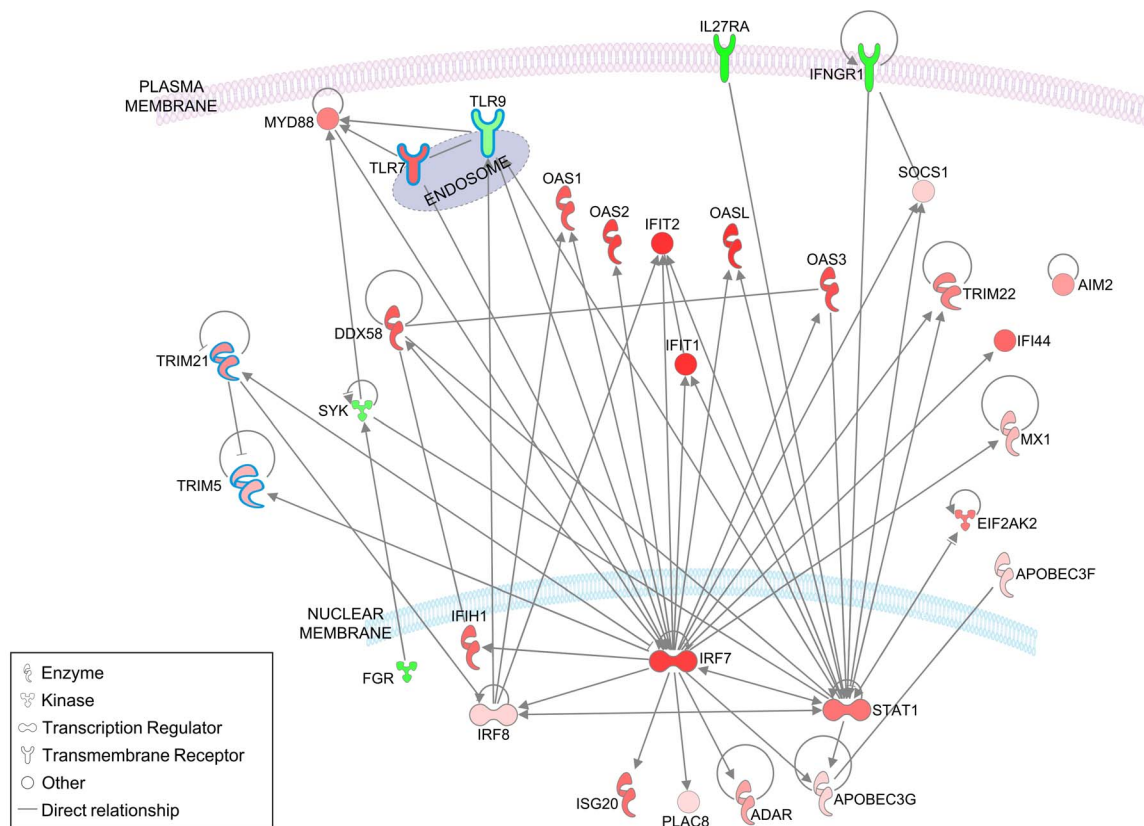 IL27RA
IFNGR1
PLASMA
MEMBRANE
TLR9
MYD88
TLR7
ENDOSOME
SOCS1
OAS1
OAS2
IFIT2
OASL
OAS3
TRIM22
AIM2
DDX58
IFIT1
IFI44
TRIM21
SYK
MX1
TRIM5
EIF2AK2
APOBEC3F
NUCLEAR
MEMBRANE
IFIH1
IRF7
FGR
STAT1
IRF8
ISG20
PLAC8
ADAR
APOBEC3G
Enzyme
Kinase
Transcription Regulator
Transmembrane Receptor
Other
Direct relationship